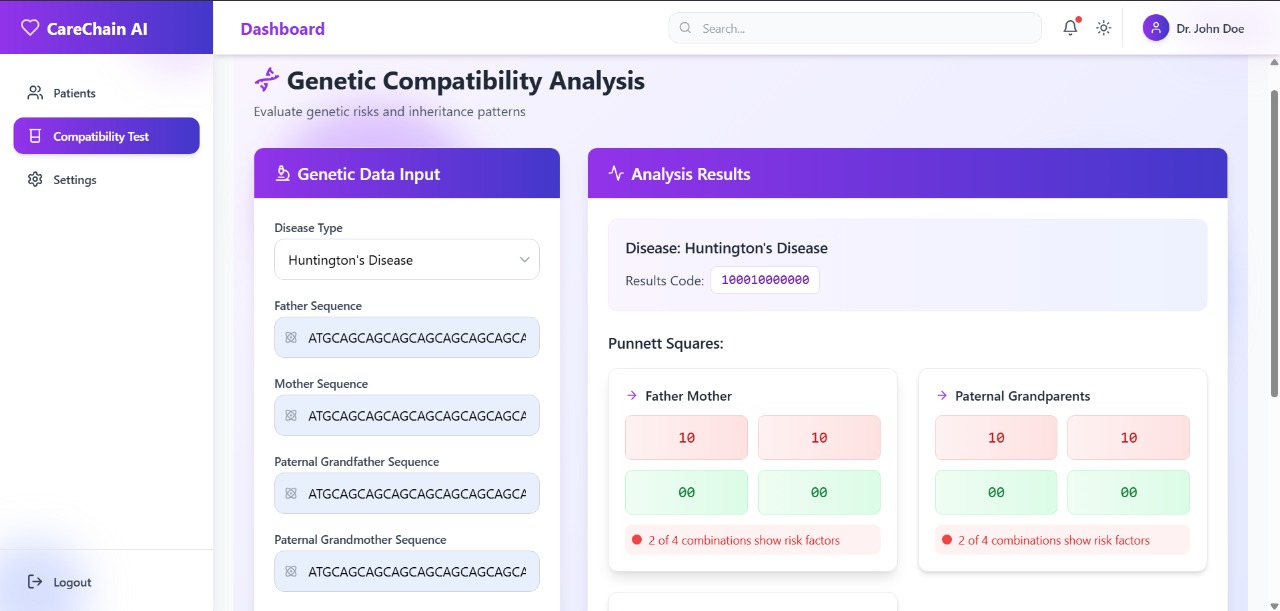 CareChain AI
Dashboard
Search...
Dr. John Doe
Patients
Compatibility Test
Settings
Logout
Genetic Compatibility Analysis
Evaluate genetic risks and inheritance patterns
Genetic Data Input
Disease Type
Huntington's Disease
Father Sequence
ATGCAGCAGCAGCAGCAGCAGCA
Mother Sequence
ATGCAGCAGCAGCAGCAGCAGCA
Paternal Grandfather Sequence
ATGCAGCAGCAGCAGCAGCAGCA
Paternal Grandmother Sequence
ATGCAGCAGCAGCAGCAGCAGCA
Analysis Results
Disease: Huntington's Disease
Results Code: 100010000000
Punnett Squares:
Father Mother
10 10
00 00
2 of 4 combinations show risk factors
Paternal Grandparents
10 10
00 00
2 of 4 combinations show risk factors